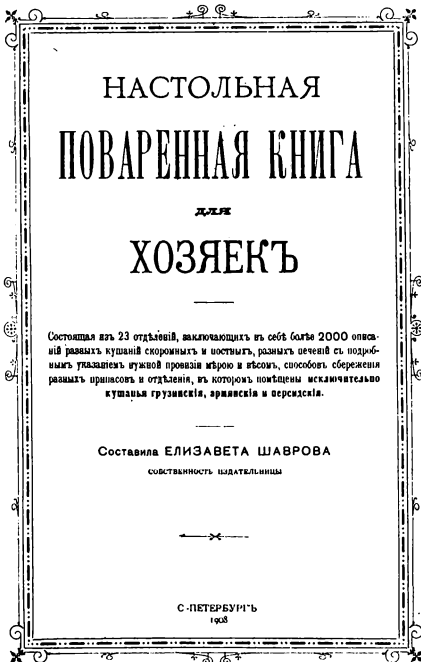 НАСТОЛЬНАЯ
ПОВАРЕННАЯ КНИГА
для
ХОЗЯЕКЪ
Состоящая изъ 23 отдѣленій, заключающихъ въ себѣ болѣе 2000 описа-
ній разныхъ кушаній скоромныхъ и постныхъ, разныхъ печеній съ подроб-
нымъ указаніемъ нужной провизіи мѣрою и вѣсомъ, способовъ сбереженія
разныхъ припасовъ и отдѣленія, въ которомъ помѣщены исключительно
кушанья грузинскія, армянскія и персидскія.
Составила ЕЛИЗАВЕТА ШАВРОВА
СОБСТВЕННОСТЬ ИЗДАТЕЛЬНИЦЫ
С-ПЕТЕРБУРГЪ
1908